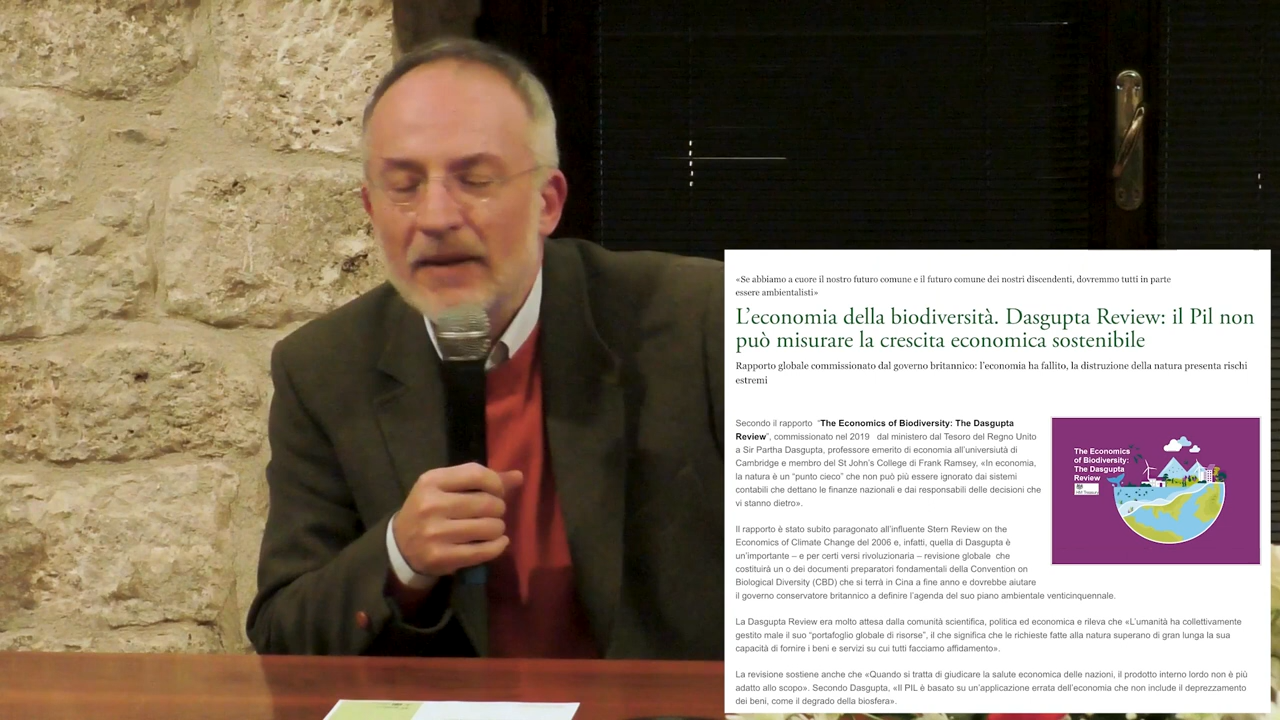 «Se abbiamo a cuore il nostro futuro comune e il futuro comune dei nostri discendenti, dovremmo tutti in parte
essere ambientalisti»
L'economia della biodiversità. Dasgupta Review: il Pil non
può misurare la crescita economica sostenibile
Rapporto globale commissionato dal governo britannico: l'economia ha fallito, la distruzione della natura presenta rischi
estremi
Secondo il rapporto "The Economics of Biodiversity: The Dasgupta
Review", commissionato nel 2019 dal ministero dal Tesoro del Regno Unito
a Sir Partha Dasgupta, professore emerito di economia all'universiutà di
Cambridge e membro del St John's College di Frank Ramsey, «In economia,
la natura è un "punto cieco" che non può più essere ignorato dai sistemi
contabili che dettano le finanze nazionali e dai responsabili delle decisioni che
vi stanno dietro».
The Economics
of Biodiversity:
The Dasgupta
Review
HM Treasury
Il rapporto è stato subito paragonato all'influente Stern Review on the
Economics of Climate Change del 2006 e, infatti, quella di Dasgupta è
un'importante – e per certi versi rivoluzionaria – revisione globale che
costituirà un o dei documenti preparatori fondamentali della Convention on
Biological Diversity (CBD) che si terrà in Cina a fine anno e dovrebbe aiutare
il governo conservatore britannico a definire l'agenda del suo piano ambientale venticinquennale.
La Dasgupta Review era molto attesa dalla comunità scientifica, politica ed economica e rileva che «L'umanità ha collettivamente
gestito male il suo "portafoglio globale di risorse", il che significa che le richieste fatte alla natura superano di gran lunga la sua
capacità di fornire i beni e servizi su cui tutti facciamo affidamento».
La revisione sostiene anche che «Quando si tratta di giudicare la salute economica delle nazioni, il prodotto interno lordo non è più
adatto allo scopo». Secondo Dasgupta, «Il PIL è basato su un'applicazione errata dell'economia che non include il deprezzamento
dei beni, come il degrado della biosfera».